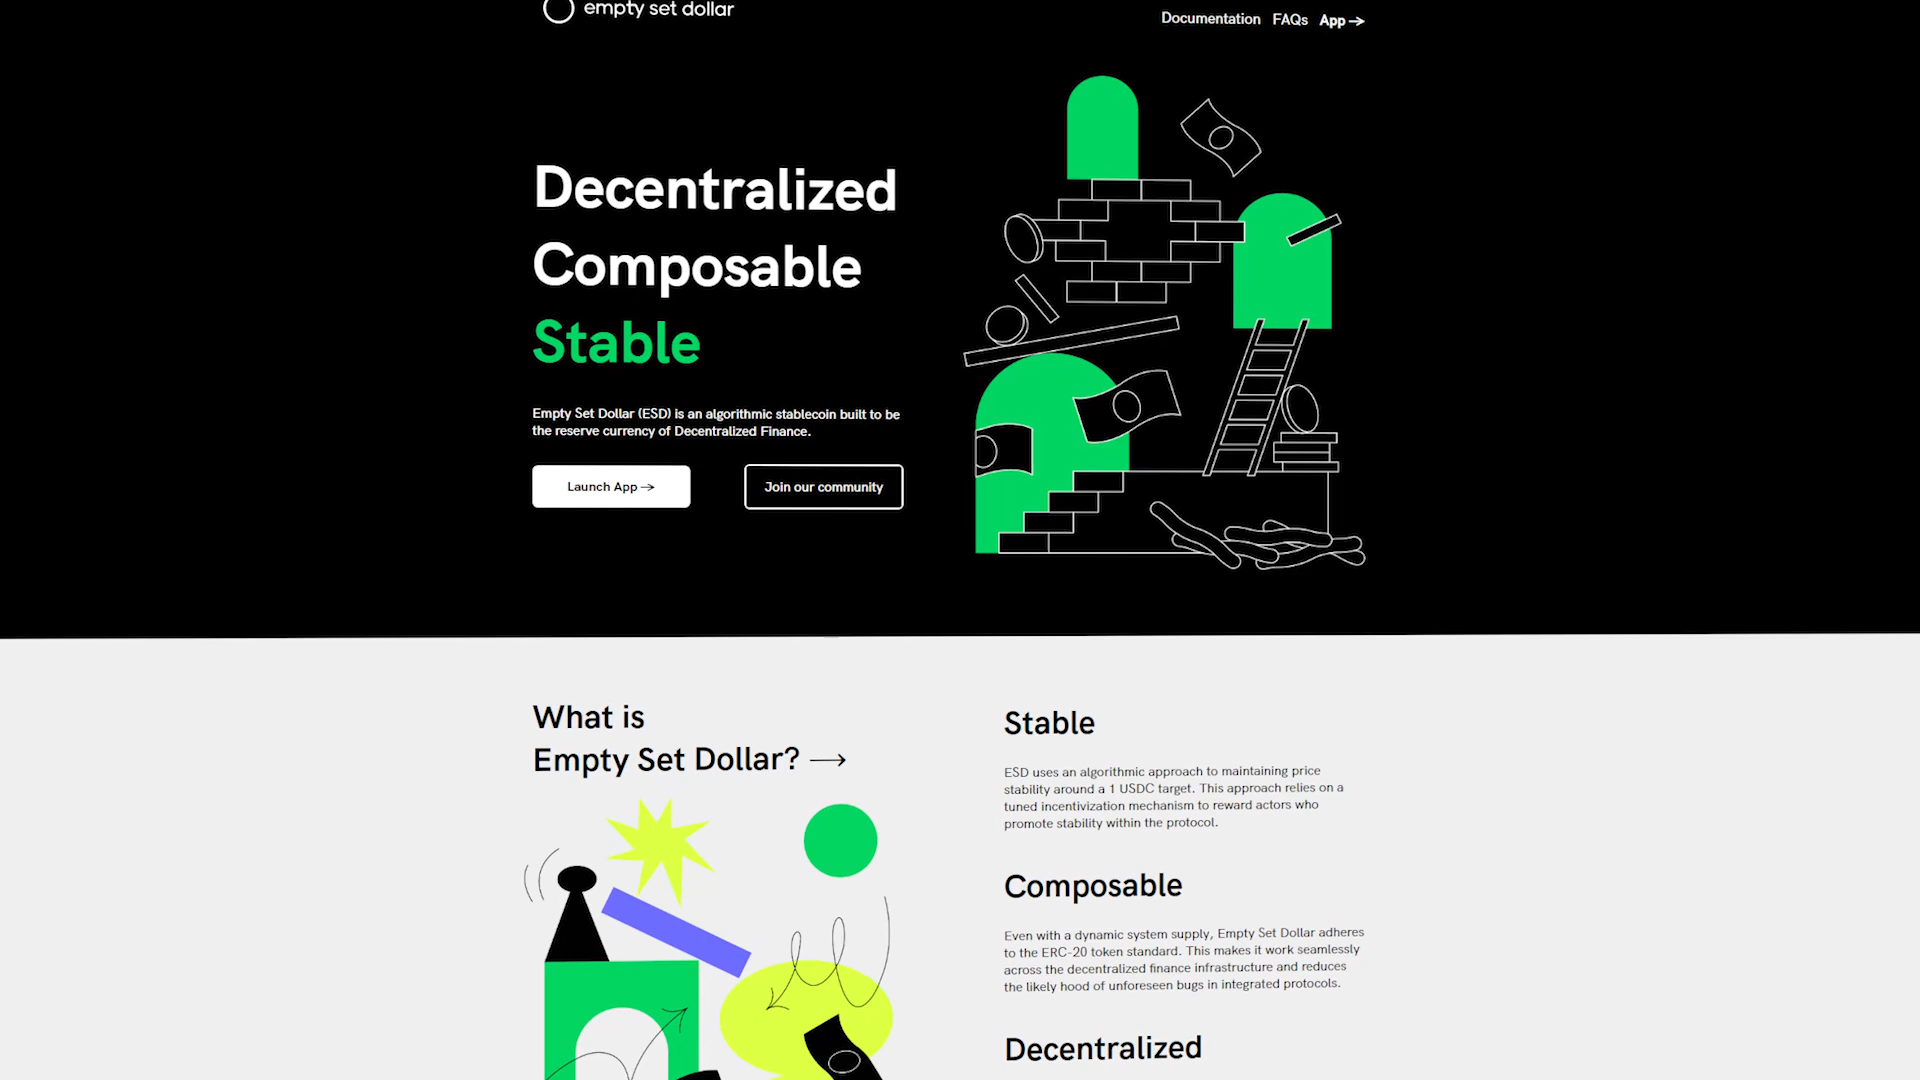 empty set dollar
Documentation FAQs App →
Decentralized
Composable
Stable
Empty Set Dollar (ESD) is an algorithmic stablecoin built to be
the reserve currency of Decentralized Finance.
Launch App →
Join our community
What is
Empty Set Dollar? →
Stable
ESD uses an algorithmic approach to maintaining price
stability around a 1 USDC target. This approach relies on a
tuned incentivization mechanism to reward actors who
promote stability within the protocol.
Composable
Even with a dynamic system supply, Empty Set Dollar adheres
to the ERC-20 token standard. This makes it work seamlessly
across the decentralized finance infrastructure and reduces
the likely hood of unforeseen bugs in integrated protocols.
Decentralized